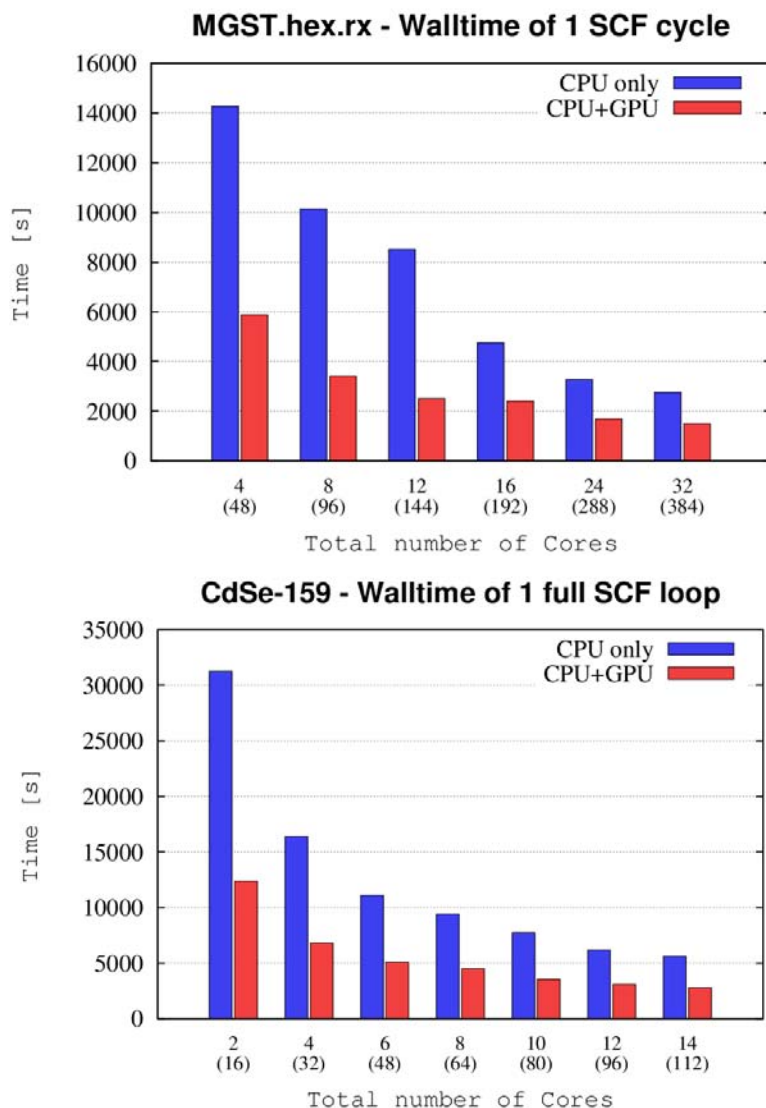 MGST.hex.rx - Walltime of 1 SCF cycle
16000
14000
12000
10000
8000
6000
4000
2000
0
Time [s]
CPU only
CPU+GPU
4 8 12 16 24 32
(48) (96) (144) (192) (288) (384)
Total number of Cores
CdSe-159 - Walltime of 1 full SCF loop
35000
30000
25000
20000
15000
10000
5000
0
Time [s]
CPU only
CPU+GPU
2 4 6 8 10 12 14
(16) (32) (48) (64) (80) (96) (112)
Total number of Cores